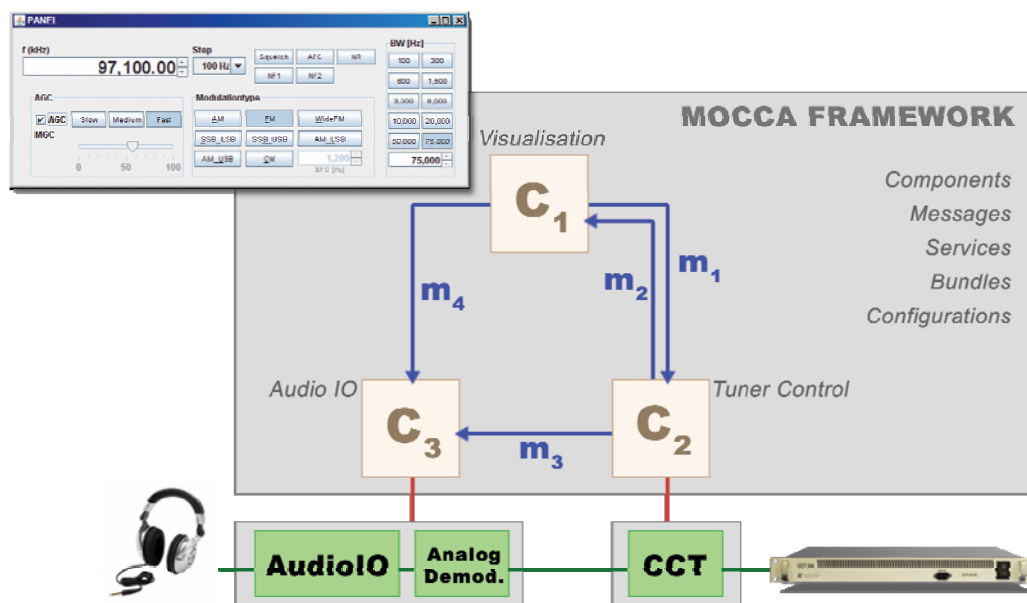 PANEL
f (kHz)
97,100.00
Step
100 Hz
Squelch AFC NR
NF1 NF2
BW [Hz]
100 300
600 1,500
3,000 6,000
10,000 20,000
50,000 75,000
75,000
AGC
AGC Slow Medium Fast
MGC
0 50 100
Modulationtype
AM FM WideFM
SSB_LSB SSB_USB AM_LSB
AM_USB CW 1,200
BFO [Hz]
MOCCA FRAMEWORK
Visualisation
Components
Messages
Services
Bundles
Configurations
C1
m1
m2
m4
Audio IO
Tuner Control
C3
C2
m3
AudioIO
Analog
Demod.
CCT